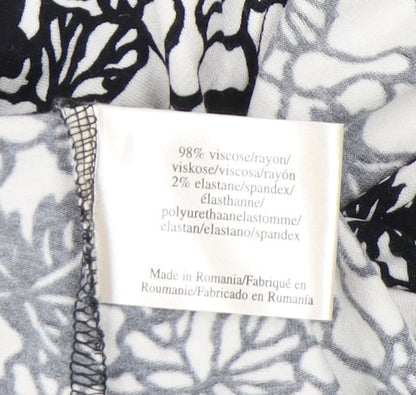 98% viscose/rayon/
viskose/viscosa/rayón
2% elastane/spandex/
élasthanne/
polyurethaanelastomme/
elastan/elastano/spandex
Made in Romania/Fabriqué en
Roumanie/Fabricado en Rumanía